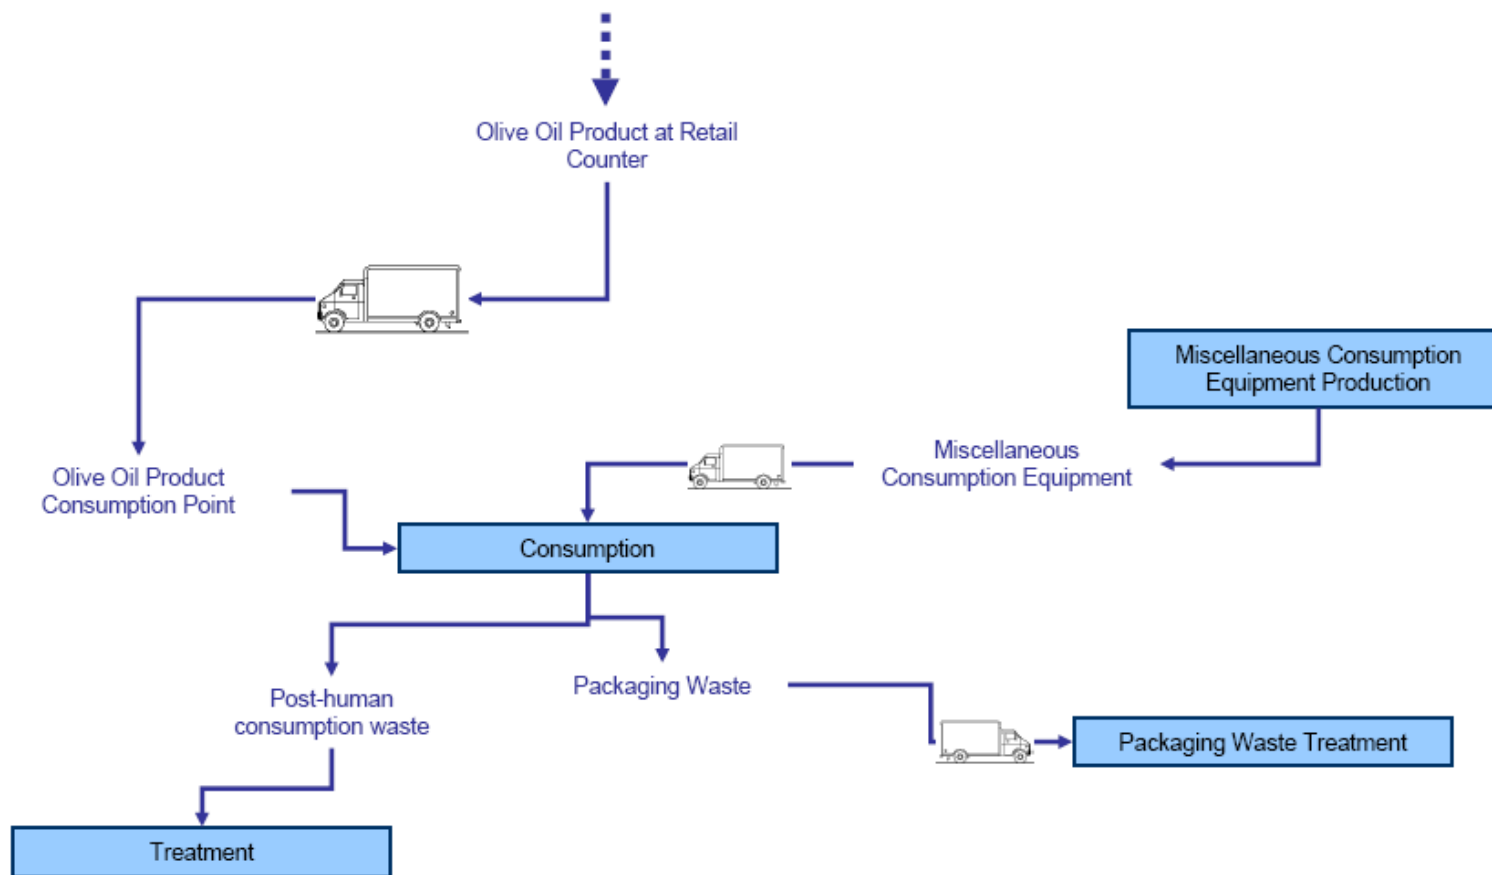 Olive Oil Product at Retail
Counter
Miscellaneous Consumption
Equipment Production
Miscellaneous
Consumption Equipment
Olive Oil Product
Consumption Point
Consumption
Post-human
consumption waste
Packaging Waste
Packaging Waste Treatment
Treatment